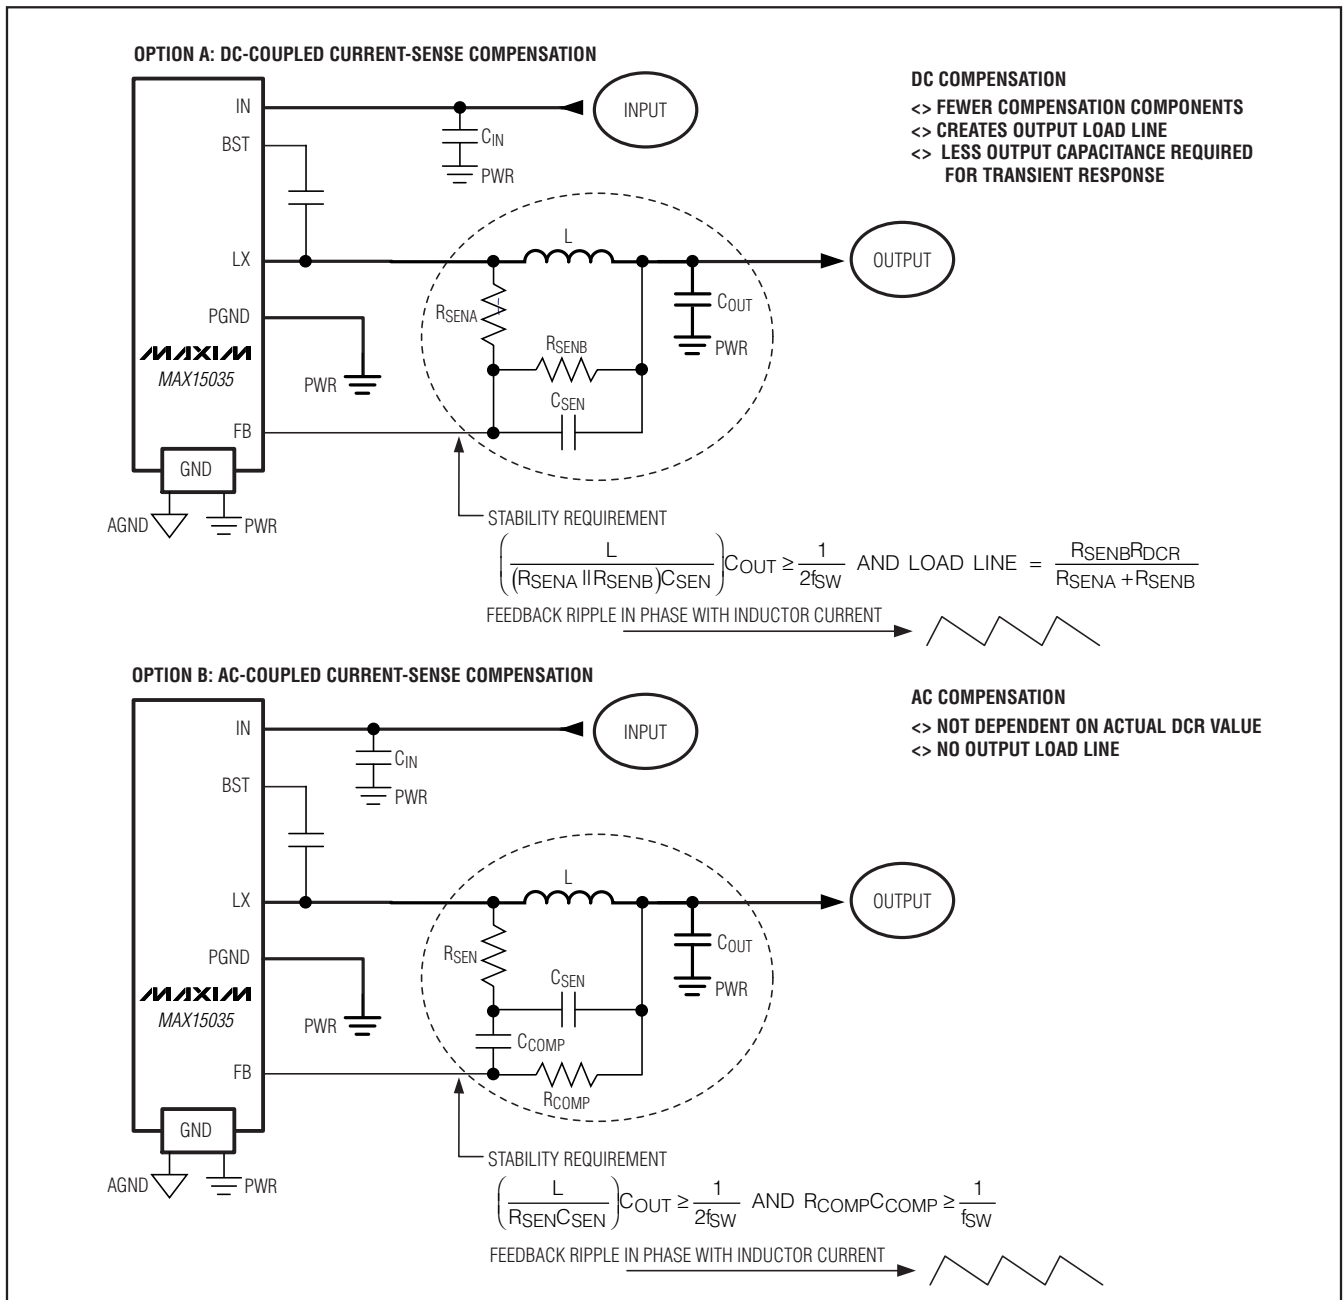 OPTION A: DC-COUPLED CURRENT-SENSE COMPENSATION
DC COMPENSATION
<> FEWER COMPENSATION COMPONENTS
<> CREATES OUTPUT LOAD LINE
<> LESS OUTPUT CAPACITANCE REQUIRED
FOR TRANSIENT RESPONSE
IN
INPUT
CIN
PWR
BST
LX
L
OUTPUT
RSENA
COUT
PWR
PGND
PWR
RSENB
CSEN
MAXIM
MAX15035
FB
GND
AGND
PWR
STABILITY REQUIREMENT
(L/((RSENA || RSENB)CSEN))COUT ≥ 1/(2fSW) AND LOAD LINE = RSENBRDCR/(RSENA + RSENB)
FEEDBACK RIPPLE IN PHASE WITH INDUCTOR CURRENT
OPTION B: AC-COUPLED CURRENT-SENSE COMPENSATION
AC COMPENSATION
<> NOT DEPENDENT ON ACTUAL DCR VALUE
<> NO OUTPUT LOAD LINE
IN
INPUT
CIN
PWR
BST
LX
L
OUTPUT
RSEN
COUT
PWR
PGND
PWR
CSEN
MAXIM
MAX15035
CCOMP
FB
RCOMP
GND
AGND
PWR
STABILITY REQUIREMENT
(L/(RSENCSEN))COUT ≥ 1/(2fSW) AND RCOMPCCOMP ≥ 1/fSW
FEEDBACK RIPPLE IN PHASE WITH INDUCTOR CURRENT